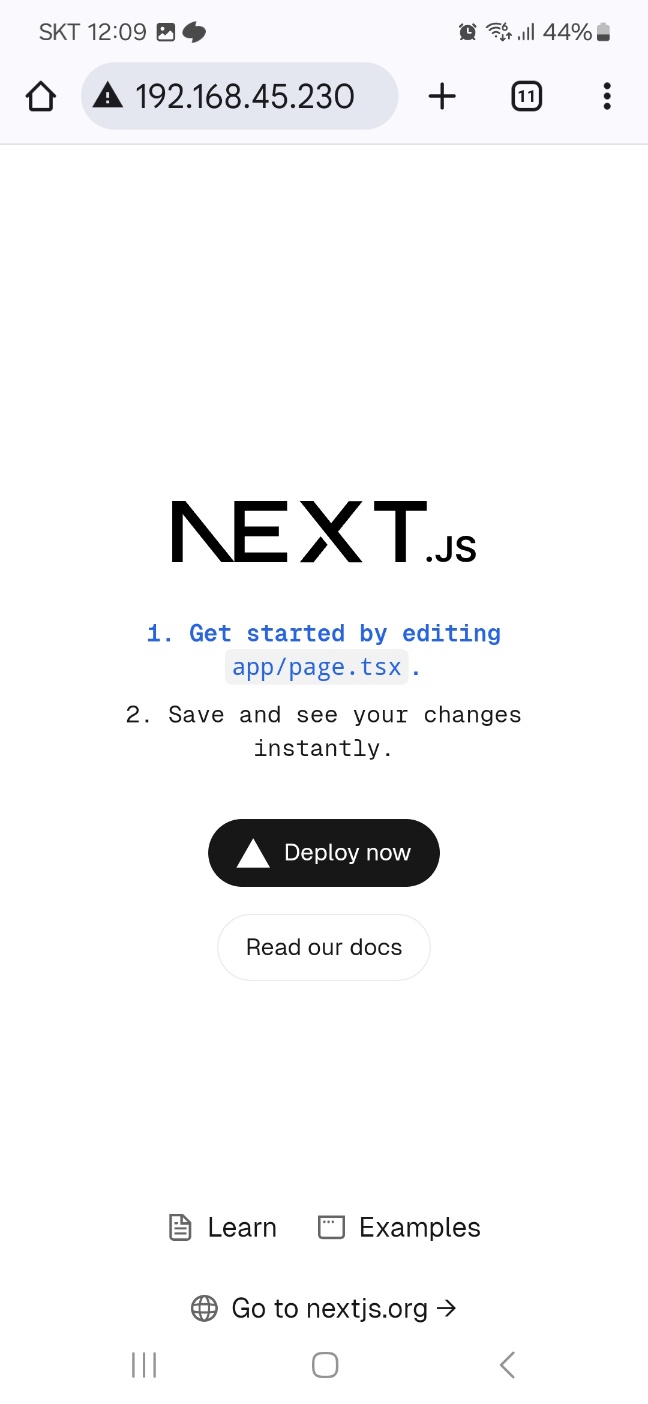 SKT 12:09 44%
192.168.45.230 11
NEXT.JS
1. Get started by editing
app/page.tsx.
2. Save and see your changes
instantly.
Deploy now
Read our docs
Learn Examples
Go to nextjs.org →